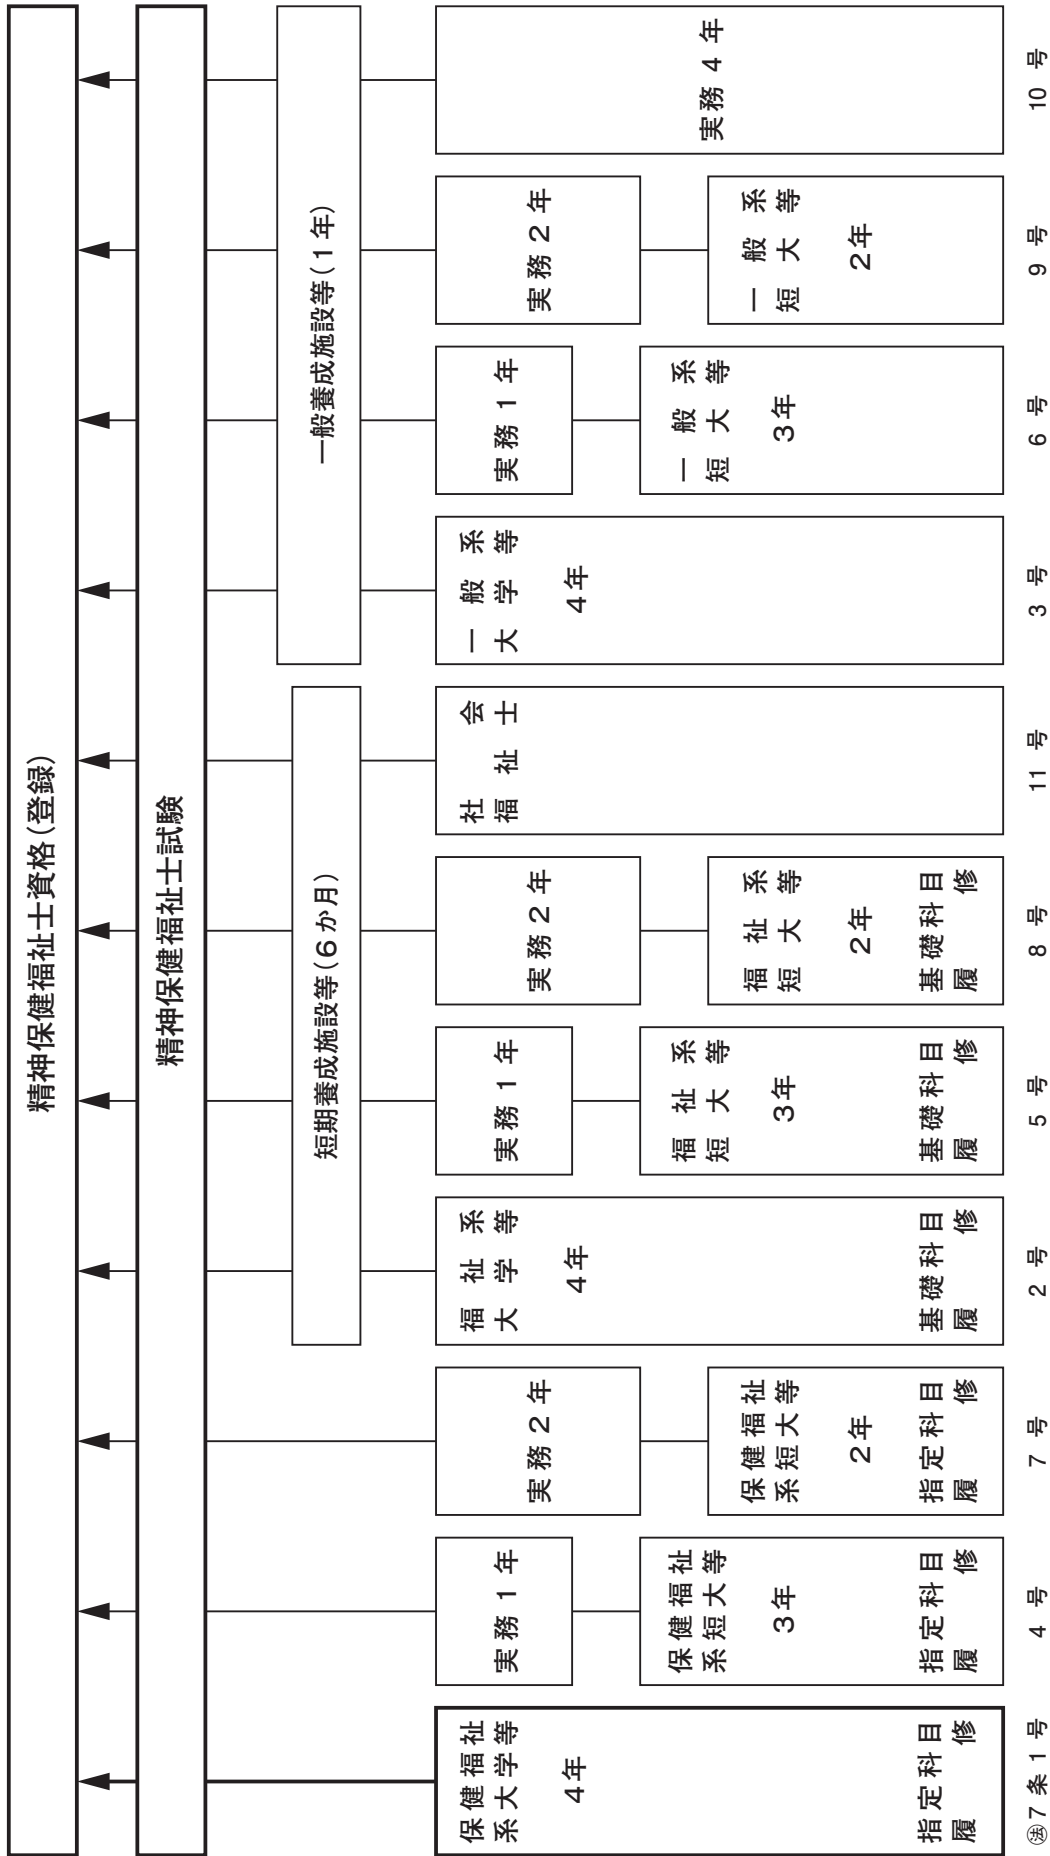 精神保健福祉士資格（登録）
精神保健福祉士試験
短期養成施設等（6か月）
一般養成施設等（1年）
保健福祉
系大学等
4年
指定科目
履修
法7条1号
実務1年
保健福祉
系短大等
3年
指定科目
履修
4号
実務2年
保健福祉
系短大等
2年
指定科目
履修
7号
福祉系
大学等
4年
基礎科目
履修
2号
実務1年
福祉系
短大等
3年
基礎科目
履修
5号
実務2年
福祉系
短大等
2年
基礎科目
履修
8号
社会
福祉士
11号
一般系
大学等
4年
3号
実務1年
一般系
短大等
3年
6号
実務2年
一般系
短大等
2年
9号
実務4年
10号